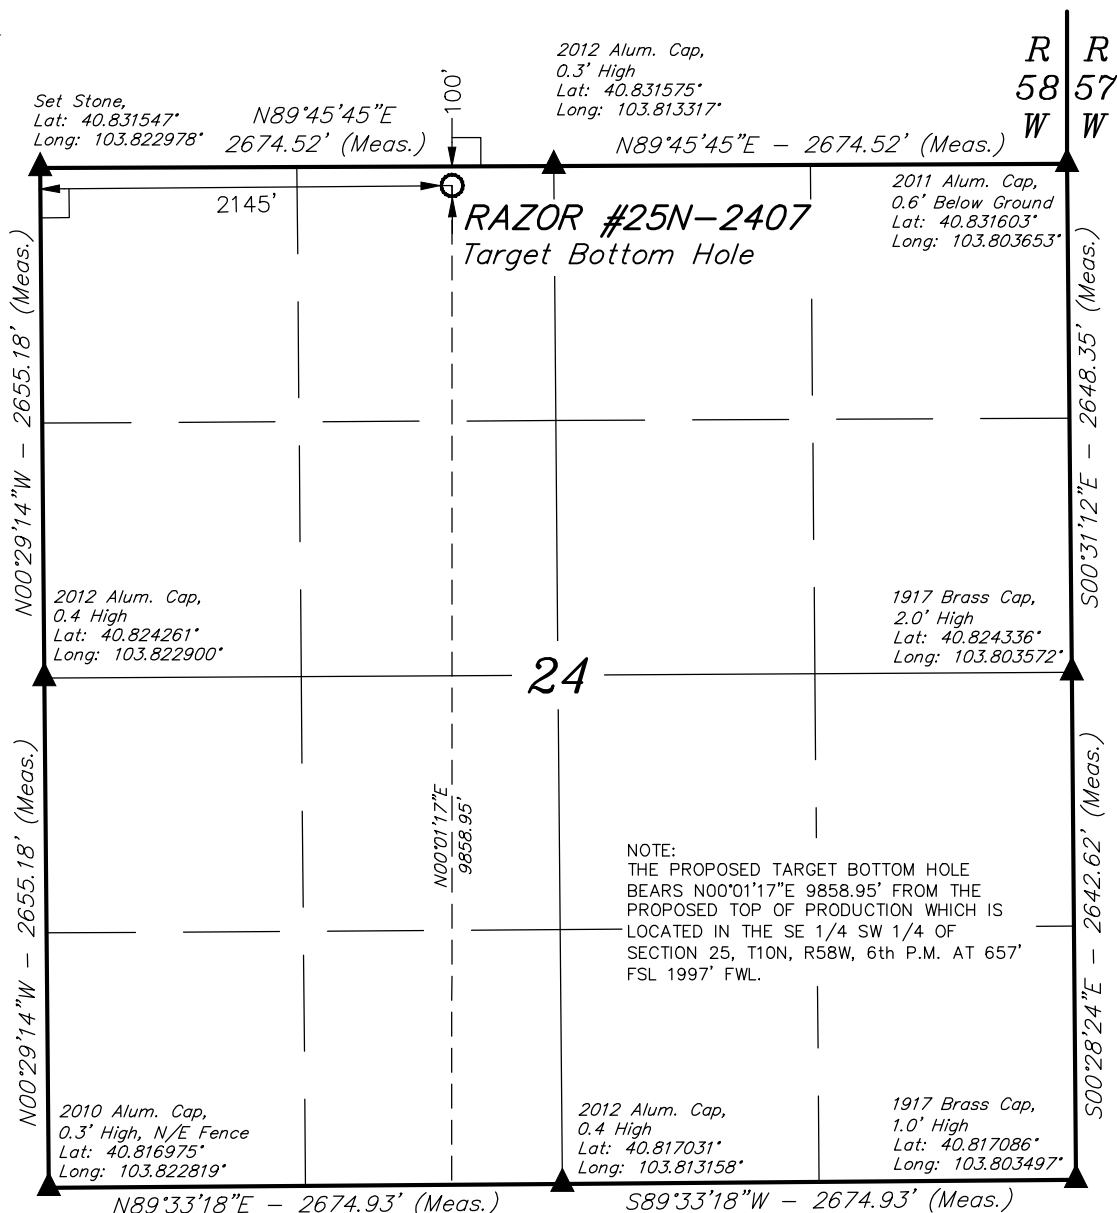 R R
58 57
W W
2012 Alum. Cap,
0.3' High
Lat: 40.831575°
Long: 103.813317°
100'
Set Stone,
Lat: 40.831547°
Long: 103.822978°
N89°45'45"E
2674.52' (Meas.)
N89°45'45"E – 2674.52' (Meas.)
2011 Alum. Cap,
0.6' Below Ground
Lat: 40.831603°
Long: 103.803653°
2145'
RAZOR #25N–2407
Target Bottom Hole
N00°29'14"W – 2655.18' (Meas.)
S00°31'12"E – 2648.35' (Meas.)
2012 Alum. Cap,
0.4 High
Lat: 40.824261°
Long: 103.822900°
1917 Brass Cap,
2.0' High
Lat: 40.824336°
Long: 103.803572°
24
N00°29'14"W – 2655.18' (Meas.)
N00°01'17"E
9858.95'
S00°28'24"E – 2642.62' (Meas.)
NOTE:
THE PROPOSED TARGET BOTTOM HOLE
BEARS N00°01'17"E 9858.95' FROM THE
PROPOSED TOP OF PRODUCTION WHICH IS
LOCATED IN THE SE 1/4 SW 1/4 OF
SECTION 25, T10N, R58W, 6th P.M. AT 657'
FSL 1997' FWL.
2010 Alum. Cap,
0.3' High, N/E Fence
Lat: 40.816975°
Long: 103.822819°
2012 Alum. Cap,
0.4 High
Lat: 40.817031°
Long: 103.813158°
1917 Brass Cap,
1.0' High
Lat: 40.817086°
Long: 103.803497°
N89°33'18"E – 2674.93' (Meas.)
S89°33'18"W – 2674.93' (Meas.)